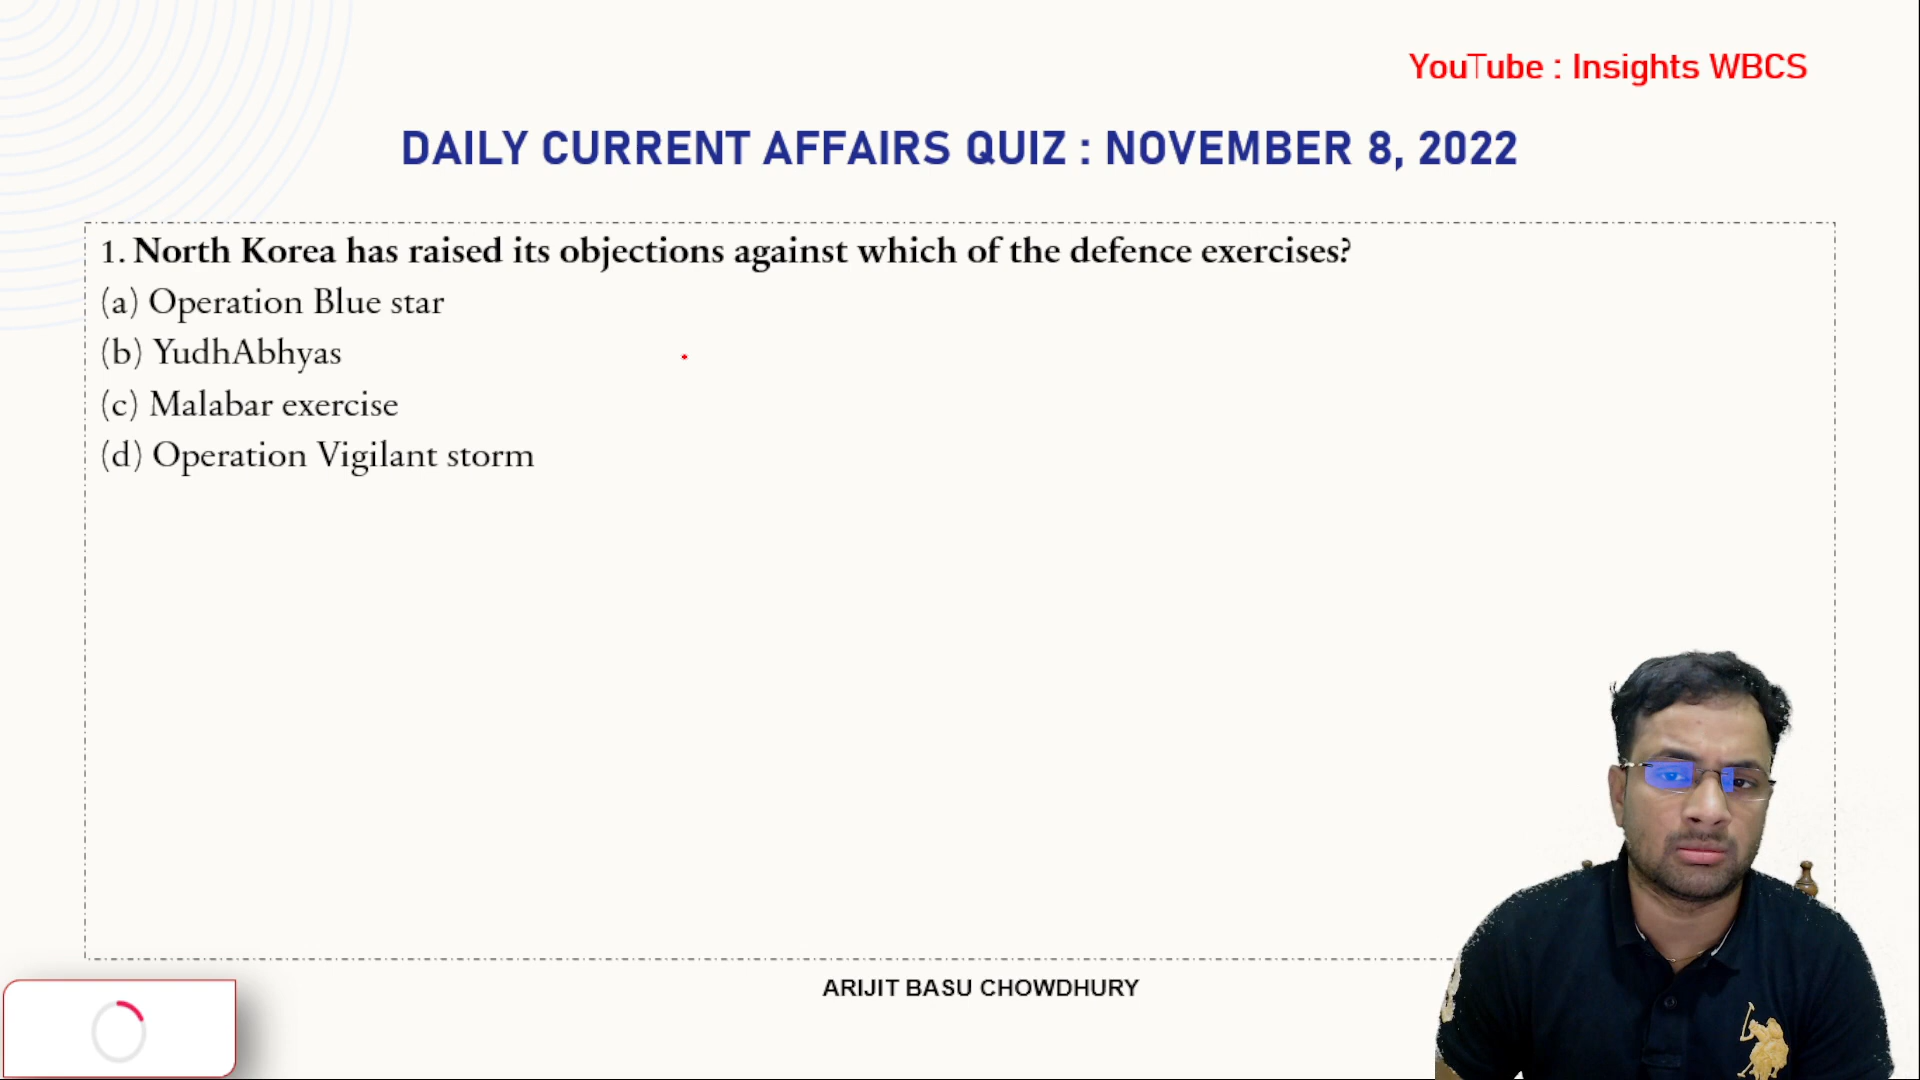 YouTube : Insights WBCS
DAILY CURRENT AFFAIRS QUIZ : NOVEMBER 8, 2022
1. North Korea has raised its objections against which of the defence exercises?
(a) Operation Blue star
(b) YudhAbhyas
(c) Malabar exercise
(d) Operation Vigilant storm
ARIJIT BASU CHOWDHURY